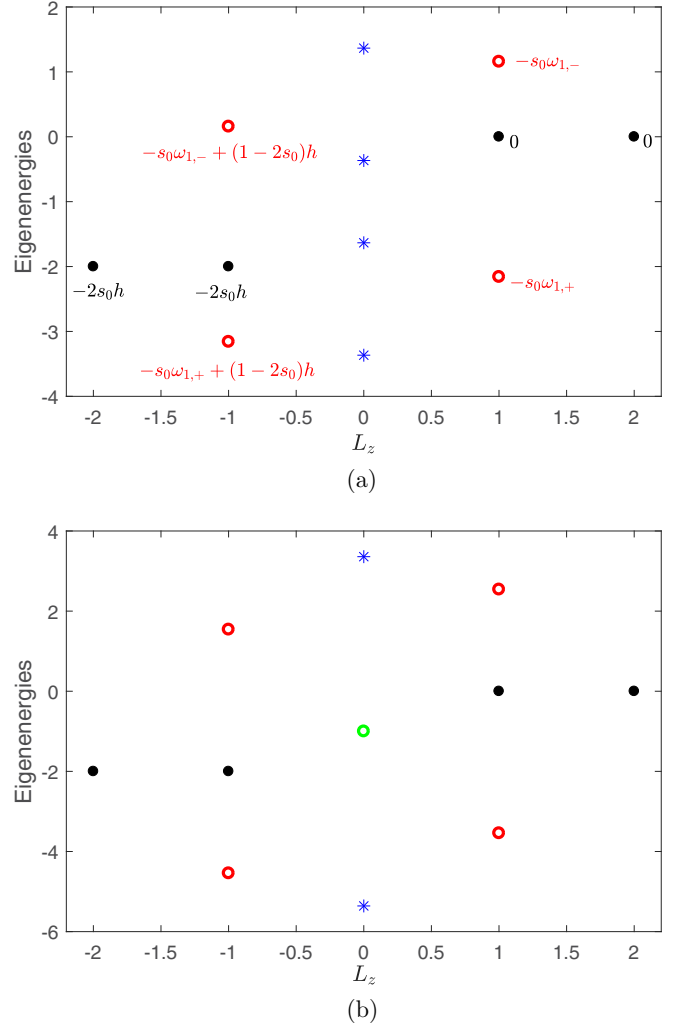 2
1
0
-1
-2
-3
-4
Eigenenergies
−s₀ω₁,₋
0
0
−s₀ω₁,₋ + (1 − 2s₀)h
−2s₀h
−2s₀h
−s₀ω₁,₊
−s₀ω₁,₊ + (1 − 2s₀)h
-2 -1.5 -1 -0.5 0 0.5 1 1.5 2
L_z
(a)
4
2
0
-2
-4
-6
Eigenenergies
-2 -1.5 -1 -0.5 0 0.5 1 1.5 2
L_z
(b)